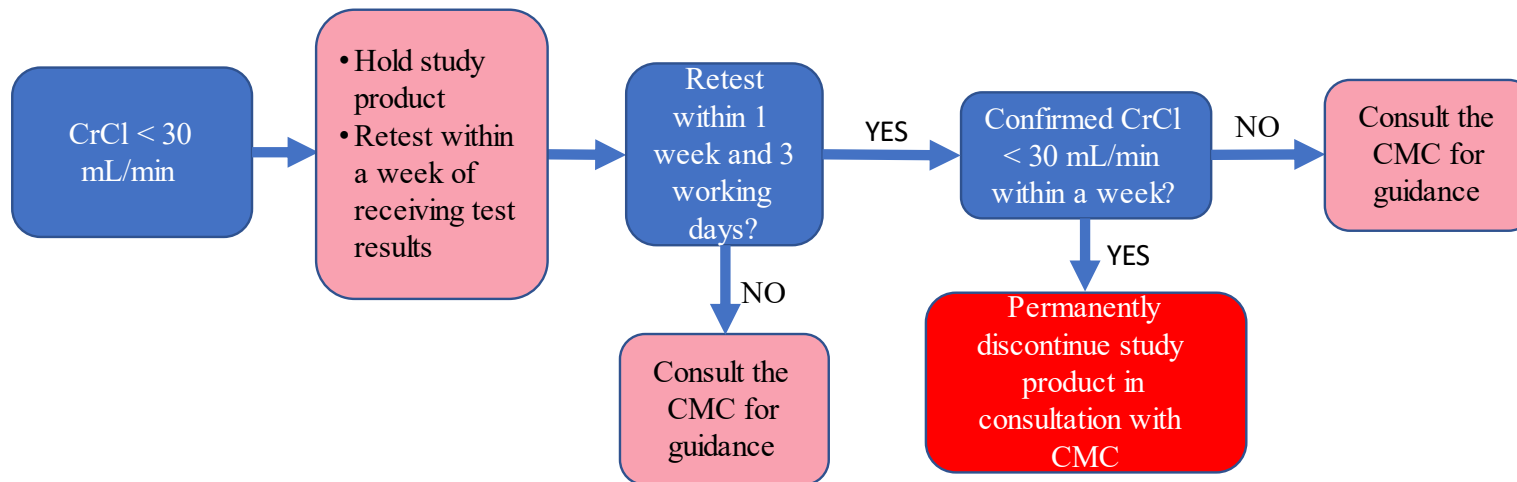 CrCl < 30
mL/min
• Hold study
product
• Retest within
a week of
receiving test
results
Retest
within 1
week and 3
working
days?
YES
Confirmed CrCl
< 30 mL/min
within a week?
NO
Consult the
CMC for
guidance
NO
Consult the
CMC for
guidance
YES
Permanently
discontinue study
product in
consultation with
CMC